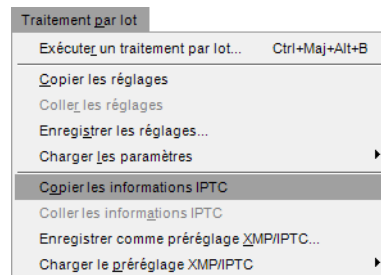 Traitement par lot
Exécuter un traitement par lot... Ctrl+Maj+Alt+B
Copier les réglages
Coller les réglages
Enregistrer les réglages...
Charger les paramètres
Copier les informations IPTC
Coller les informations IPTC
Enregistrer comme préréglage XMP/IPTC...
Charger le préréglage XMP/IPTC